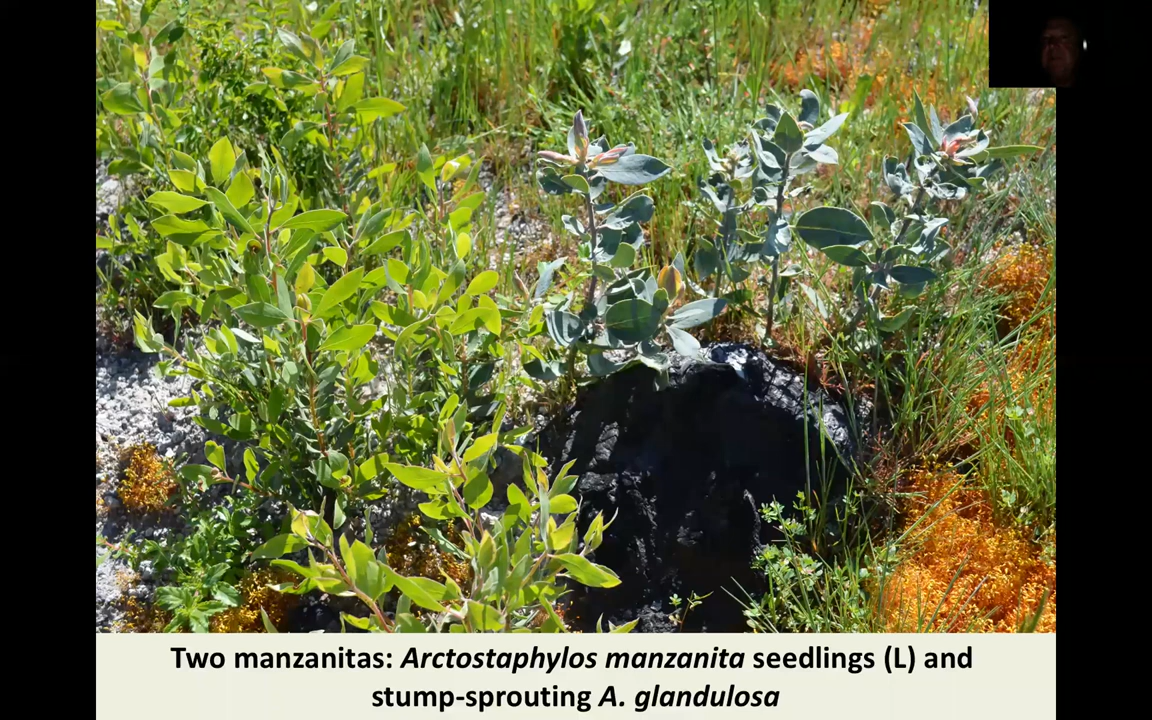 Two manzanitas: Arctostaphylos manzanita seedlings (L) and
stump-sprouting A. glandulosa